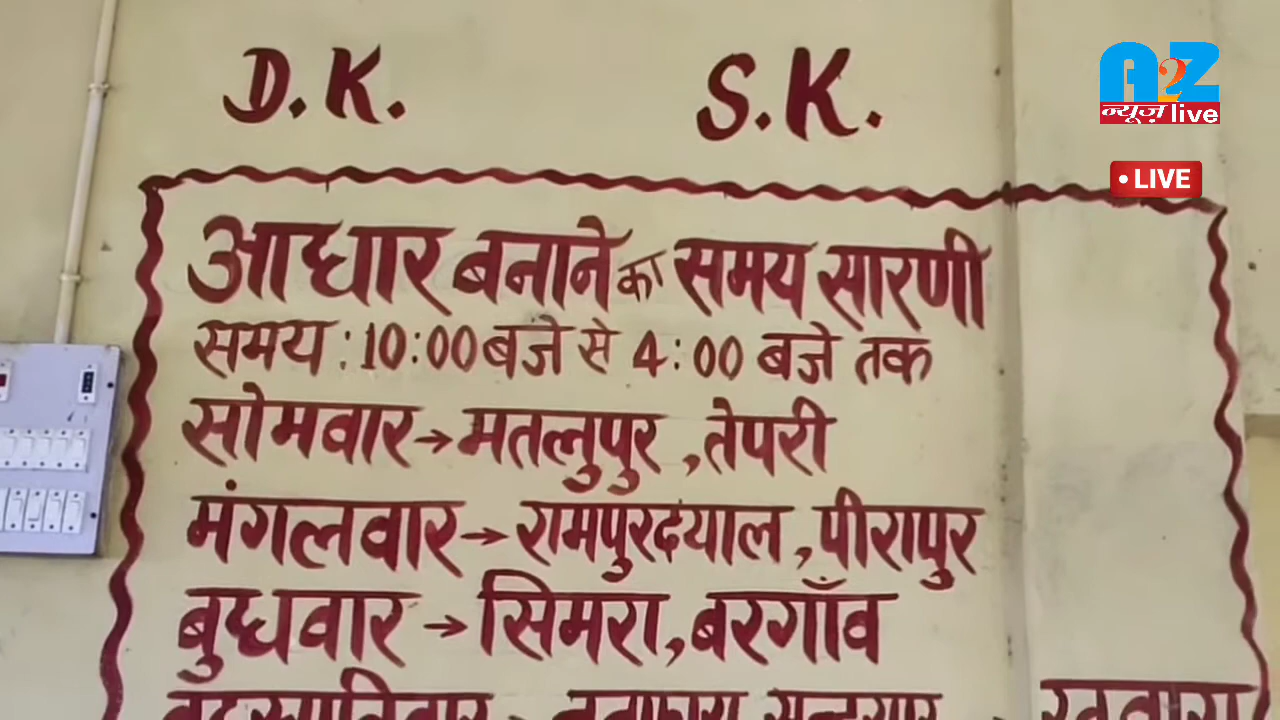 D.K. S.K.
A2Z
न्यूज़ live
• LIVE
आधार बनाने का समय सारणी
समय : 10:00 बजे से 4:00 बजे तक
सोमवार → मतलुपुर , तेपरी
मंगलवार → रामपुरदयाल , पीरापुर
बुधवार → सिमरा, बरगाँव